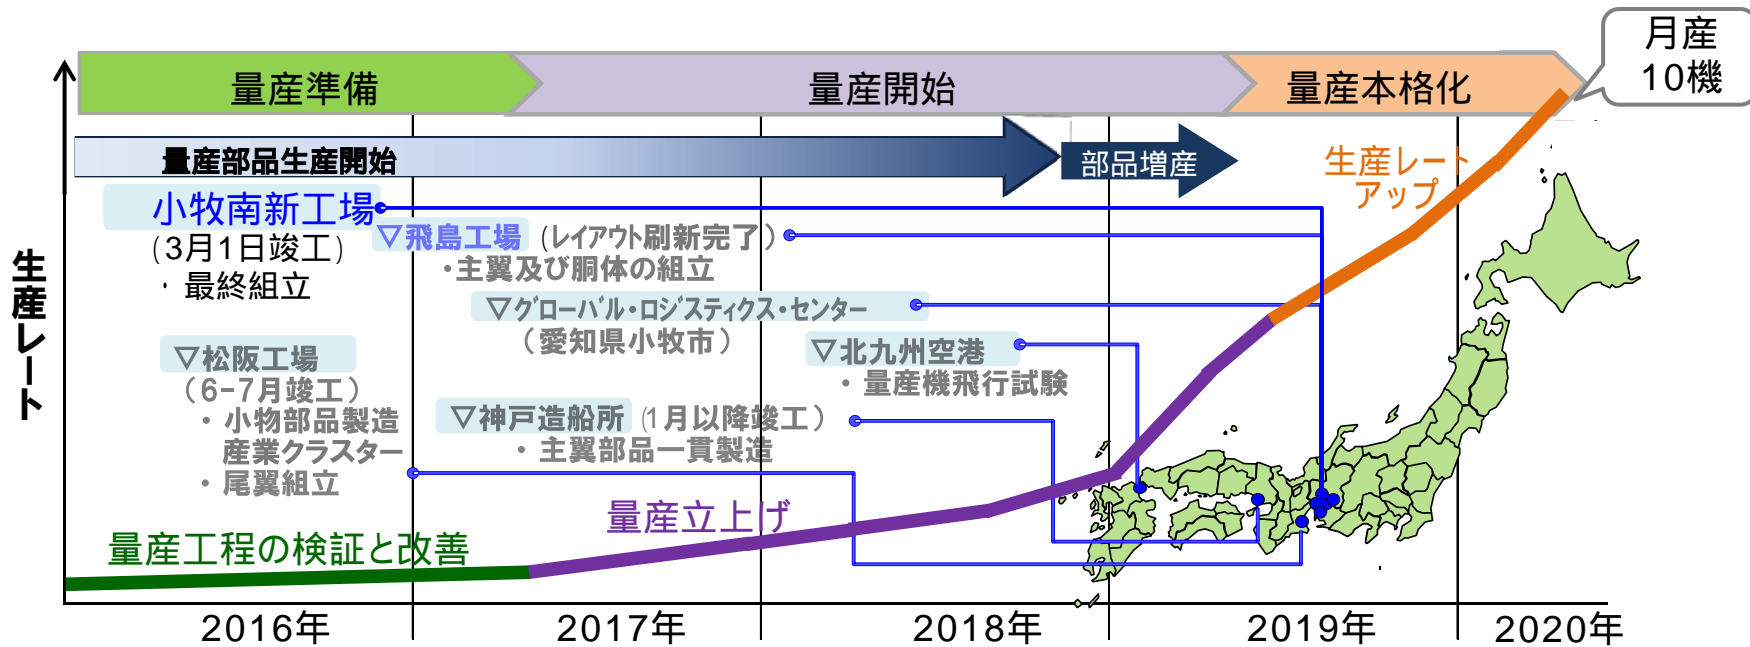 月産
10機
量産準備
量産開始
量産本格化
量産部品生産開始
部品増産
生産レート
アップ
小牧南新工場
(3月1日竣工)
・最終組立
▽飛島工場 (レイアウト刷新完了)
・主翼及び胴体の組立
▽グローバル・ロジスティクス・センター
(愛知県小牧市)
▽松阪工場
(6-7月竣工)
・小物部品製造
産業クラスター
・尾翼組立
▽北九州空港
・量産機飛行試験
▽神戸造船所 (1月以降竣工)
・主翼部品一貫製造
量産立上げ
量産工程の検証と改善
生産レート
2016年
2017年
2018年
2019年
2020年